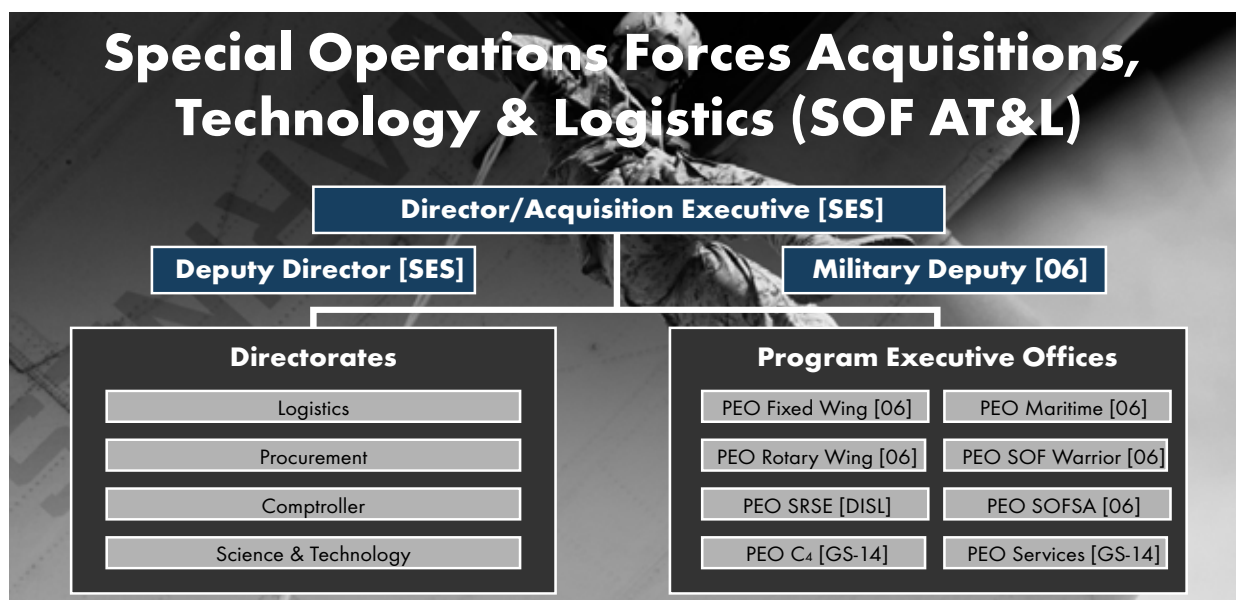 Special Operations Forces Acquisitions,
Technology & Logistics (SOF AT&L)
Director/Acquisition Executive [SES]
Deputy Director [SES]
Military Deputy [06]
Directorates
Logistics
Procurement
Comptroller
Science & Technology
Program Executive Offices
PEO Fixed Wing [06]
PEO Maritime [06]
PEO Rotary Wing [06]
PEO SOF Warrior [06]
PEO SRSE [DISL]
PEO SOFSA [06]
PEO C4 [GS-14]
PEO Services [GS-14]